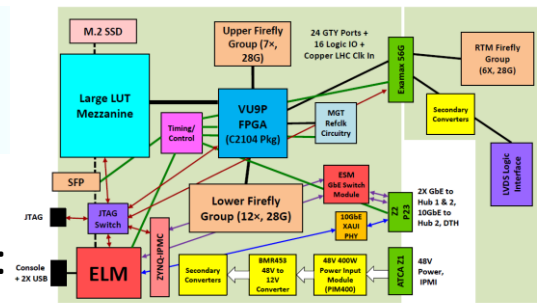 M.2 SSD
Upper Firefly
Group (7×,
28G)
24 GTY Ports +
16 Logic IO +
Copper LHC Clk In
Examax 56G
RTM Firefly
Group
(6X, 28G)
Large LUT
Mezzanine
VU9P
FPGA
(C2104 Pkg)
Timing/
Control
MGT
Refclk
Circuitry
Secondary
Converters
LVDS Logic
Interface
SFP
Lower Firefly
Group (12×, 28G)
ESM
GbE Switch
Module
Z2
P23
2X GbE to
Hub 1 & 2,
10GbE to
Hub 2, DTH
JTAG
JTAG
Switch
10GbE
XAUI
PHY
ZYNQ-IPMC
Console
+ 2X USB
ELM
Secondary
Converters
BMR453
48V to
12V
Converter
48V 400W
Power Input
Module
(PIM400)
ATCA Z1
48V
Power,
IPMI